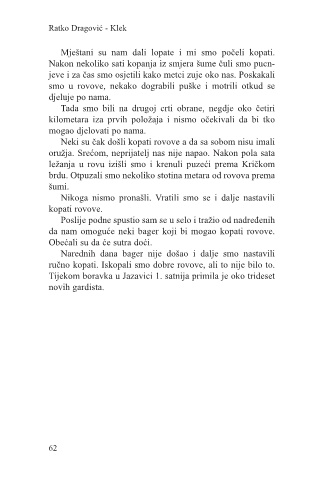 Ratko Dragović - Klek
Mještani su nam dali lopate i mi smo počeli kopati.
Nakon nekoliko sati kopanja iz smjera šume čuli smo pucn-
jeve i za čas smo osjetili kako metci zuje oko nas. Poskakali
smo u rovove, nekako dograbili puške i motrili otkud se
djeluje po nama.
Tada smo bili na drugoj crti obrane, negdje oko četiri
kilometara iza prvih položaja i nismo očekivali da bi tko
mogao djelovati po nama.
Neki su čak došli kopati rovove a da sa sobom nisu imali
oružja. Srećom, neprijatelj nas nije napao. Nakon pola sata
ležanja u rovu izišli smo i krenuli puzeći prema Kričkom
brdu. Otpuzali smo nekoliko stotina metara od rovova prema
šumi.
Nikoga nismo pronašli. Vratili smo se i dalje nastavili
kopati rovove.
Poslije podne spustio sam se u selo i tražio od nadređenih
da nam omoguće neki bager koji bi mogao kopati rovove.
Obećali su da će sutra doći.
Narednih dana bager nije došao i dalje smo nastavili
ručno kopati. Iskopali smo dobre rovove, ali to nije bilo to.
Tijekom boravka u Jazavici 1. satnija primila je oko trideset
novih gardista.
62